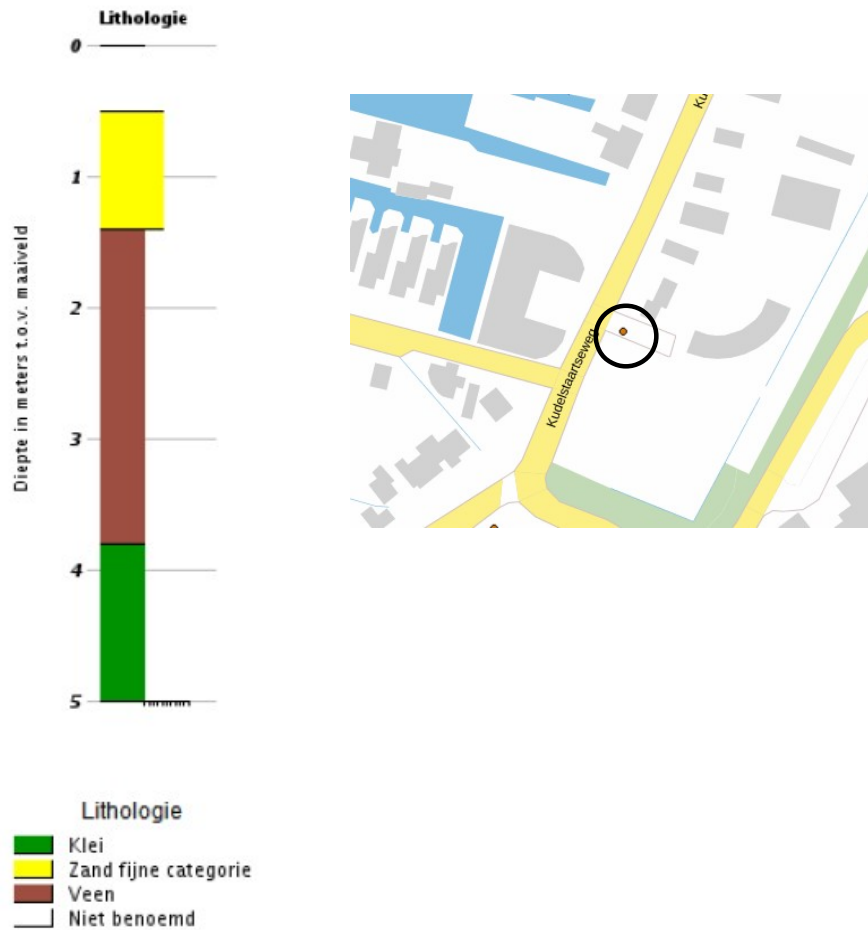 Lithologie
0
1
2
3
4
5
Diepte in meters t.o.v. maaiveld
Ku
Kudelstaartseweg
Lithologie
Klei
Zand fijne categorie
Veen
Niet benoemd